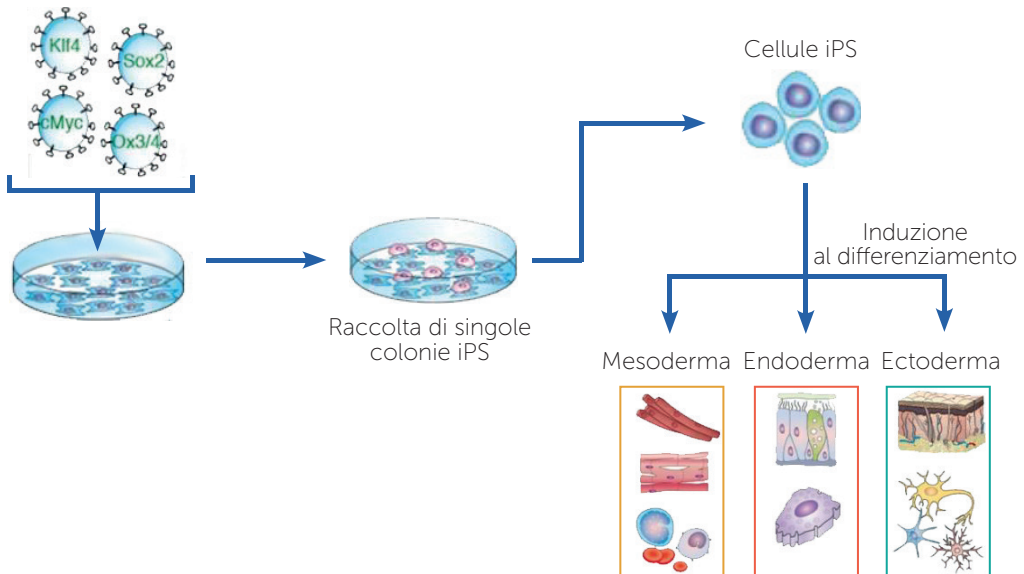 Klf4
Sox2
cMyc
Ox3/4
Cellule iPS
Induzione
al differenziamento
Raccolta di singole
colonie iPS
Mesoderma Endoderma Ectoderma